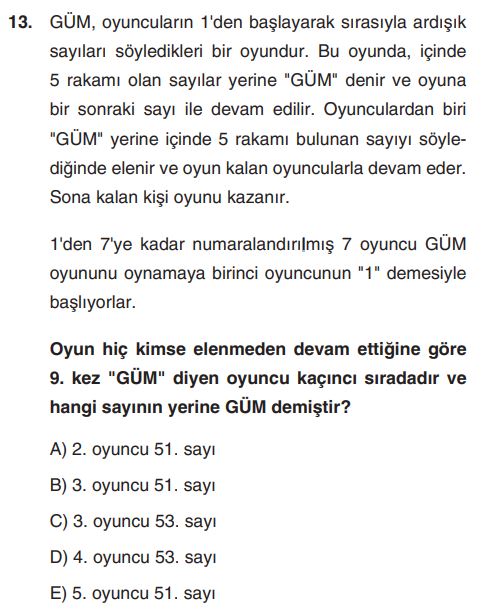 13. GÜM, oyuncuların 1'den başlayarak sırasıyla ardışık
sayıları söyledikleri bir oyundur. Bu oyunda, içinde
5 rakamı olan sayılar yerine "GÜM" denir ve oyuna
bir sonraki sayı ile devam edilir. Oyunculardan biri
"GÜM" yerine içinde 5 rakamı bulunan sayıyı söyle-
diğinde elenir ve oyun kalan oyuncularla devam eder.
Sona kalan kişi oyunu kazanır.
1'den 7'ye kadar numaralandırılmış 7 oyuncu GÜM
oyununu oynamaya birinci oyuncunun "1" demesiyle
başlıyorlar.
Oyun hiç kimse elenmeden devam ettiğine göre
9. kez "GÜM" diyen oyuncu kaçıncı sıradadır ve
hangi sayının yerine GÜM demiştir?
A) 2. oyuncu 51. sayı
B) 3. oyuncu 51. sayı
C) 3. oyuncu 53. sayı
D) 4. oyuncu 53. sayı
E) 5. oyuncu 51. sayı